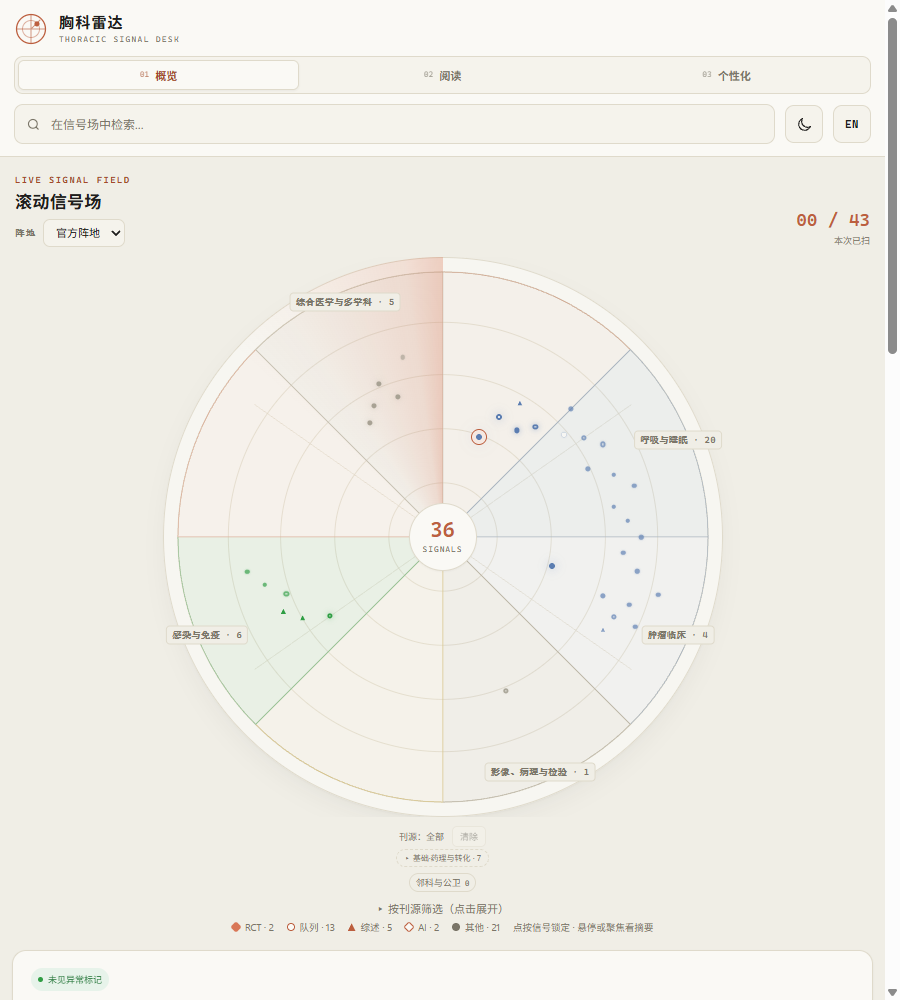 胸科雷达
THORACIC SIGNAL DESK
01 概览
02 阅读
03 个性化
在信号场中检索...
EN
LIVE SIGNAL FIELD
滚动信号场
阵地 官方阵地
00 / 43
本次已扫
综合医学与多学科 · 5
呼吸与睡眠 · 20
36
SIGNALS
感染与免疫 · 6
肿瘤临床 · 4
影像、病理与检验 · 1
刊源: 全部 清除
▸ 基础·药理与转化 · 7
邻科与公卫 0
▸ 按刊源筛选（点击展开）
RCT · 2 队列 · 13 综述 · 5 AI · 2 其他 · 21 点按信号锁定 · 悬停或聚焦看摘要
未见异常标记